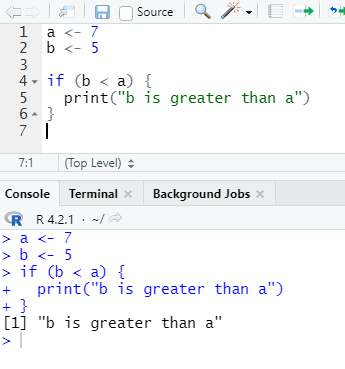 Source
1 a <- 7
2 b <- 5
3
4 if (b < a) {
5   print("b is greater than a")
6 }
7
7:1 (Top Level)
Console Terminal Background Jobs
R R 4.2.1 · ~/
> a <- 7
> b <- 5
> if (b < a) {
+   print("b is greater than a")
+ }
[1] "b is greater than a"
>